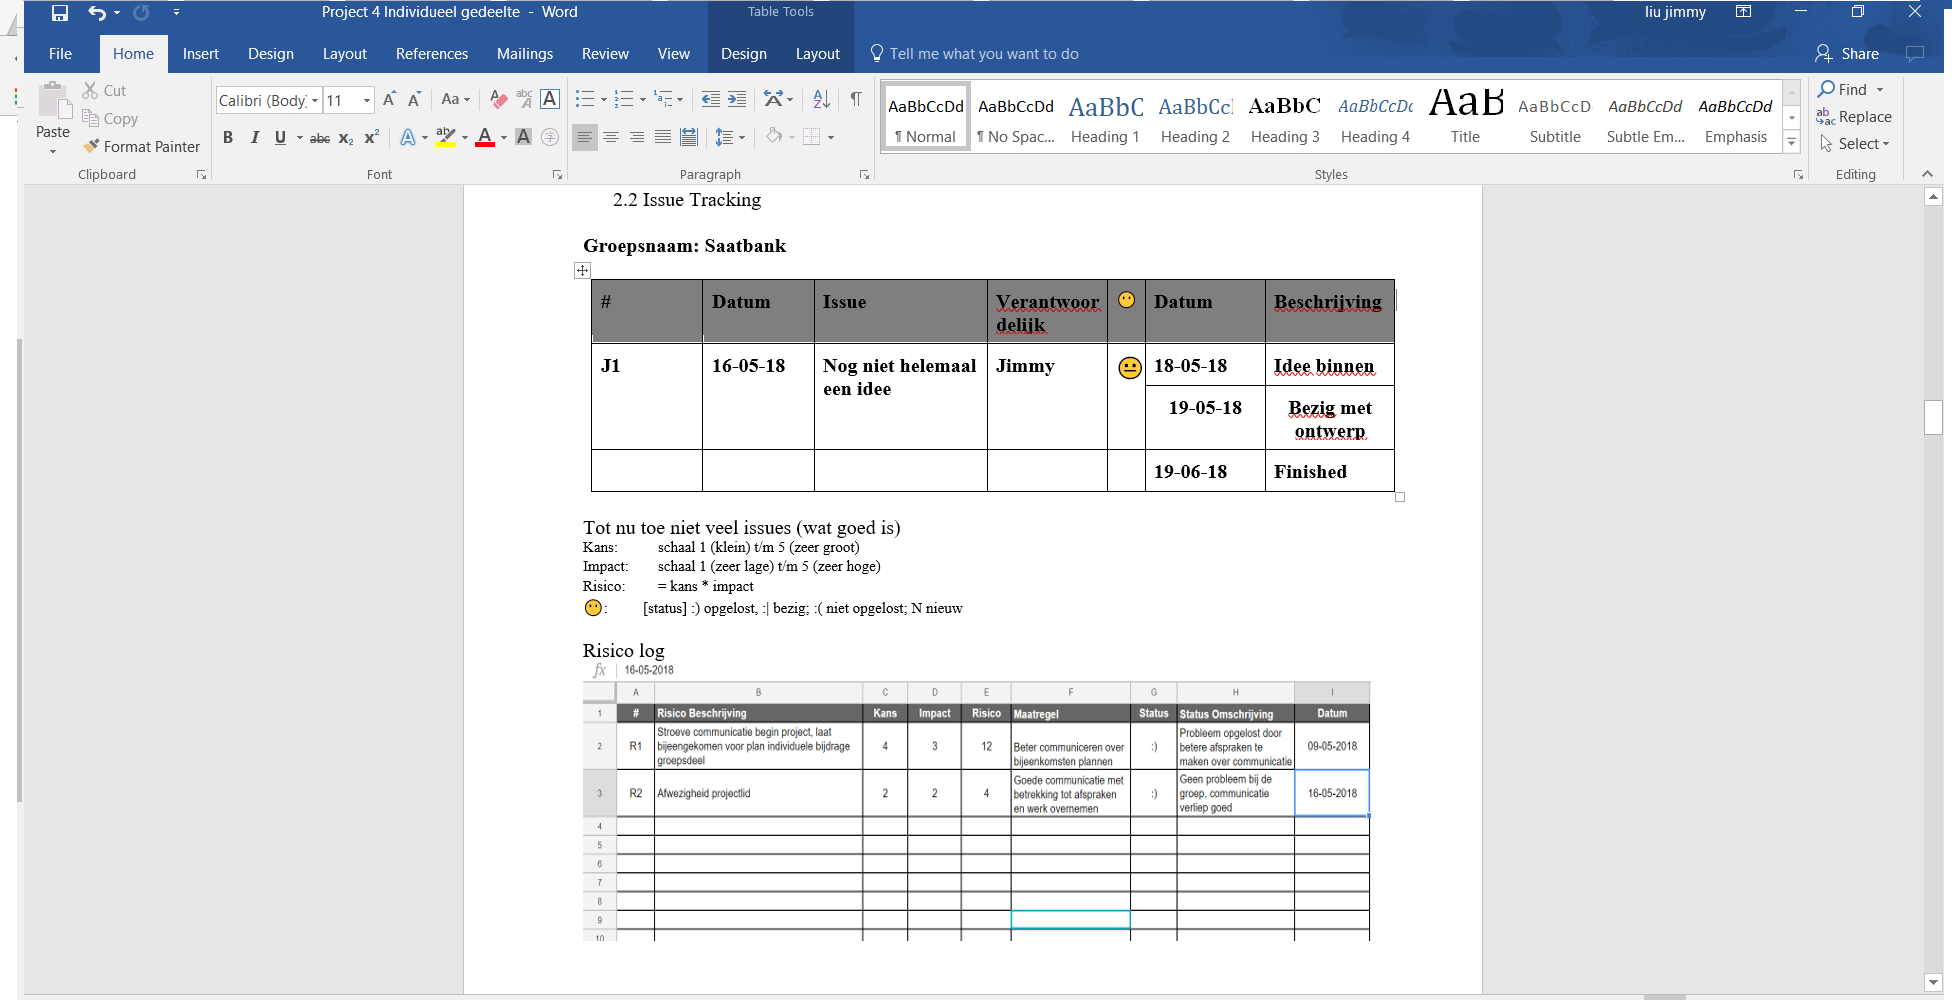 Project 4 Individueel gedeelte - Word
Table Tools
liu jimmy
File Home Insert Design Layout References Mailings Review View Design Layout Tell me what you want to do Share
Paste
Cut
Copy
Format Painter
Clipboard
Calibri (Body) 11
Aa
abc
A
B I U abc x₂ x² A ab A A
Font
Paragraph
AaBbCcDd AaBbCcDd AaBbC AaBbCcl AaBbC AaBbCcDc AaB AaBbCcD AaBbCcDd AaBbCcDd
¶ Normal ¶ No Spac... Heading 1 Heading 2 Heading 3 Heading 4 Title Subtitle Subtle Em... Emphasis
Styles
Find
Replace
Select
Editing
2.2 Issue Tracking
Groepsnaam: Saatbank
# Datum Issue Verantwoor 😶 Datum Beschrijving
delijk
J1 16-05-18 Nog niet helemaal Jimmy 😐 18-05-18 Idee binnen
een idee
19-05-18 Bezig met
ontwerp
19-06-18 Finished
Tot nu toe niet veel issues (wat goed is)
Kans: schaal 1 (klein) t/m 5 (zeer groot)
Impact: schaal 1 (zeer lage) t/m 5 (zeer hoge)
Risico: = kans * impact
😶: [status] :) opgelost, :| bezig; :( niet opgelost; N nieuw
Risico log
fx 16-05-2018
A B C D E F G H I
1 # Risico Beschrijving Kans Impact Risico Maatregel Status Status Omschrijving Datum
Stroeve communicatie begin project, laat Probleem opgelost door
2 R1 bijeengekomen voor plan individuele bijdrage 4 3 12 Beter communiceren over :) betere afspraken te 09-05-2018
groepsdeel bijeenkomsten plannen maken over communicatie
Goede communicatie met Geen probleem bij de
3 R2 Afwezigheid projectlid 2 2 4 betrekking tot afspraken :) groep, communicatie 16-05-2018
en werk overnemen verliep goed
4
5
6
7
8
9
10